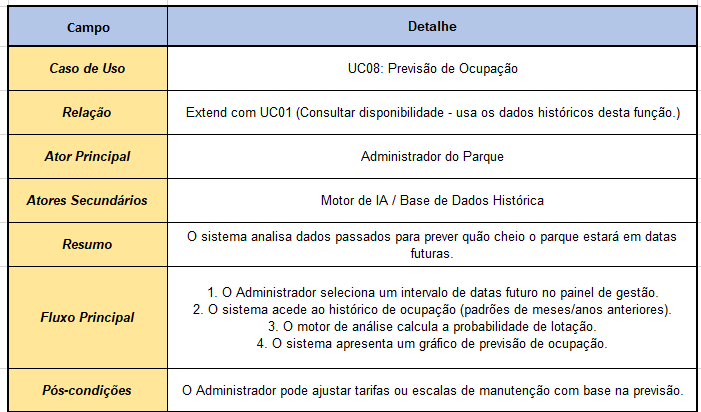 Campo Detalhe
Caso de Uso UC08: Previsão de Ocupação
Relação Extend com UC01 (Consultar disponibilidade - usa os dados históricos desta função.)
Ator Principal Administrador do Parque
Atores Secundários Motor de IA / Base de Dados Histórica
Resumo O sistema analisa dados passados para prever quão cheio o parque estará em datas
futuras.
Fluxo Principal
1. O Administrador seleciona um intervalo de datas futuro no painel de gestão.
2. O sistema acede ao histórico de ocupação (padrões de meses/anos anteriores).
3. O motor de análise calcula a probabilidade de lotação.
4. O sistema apresenta um gráfico de previsão de ocupação.
Pós-condições O Administrador pode ajustar tarifas ou escalas de manutenção com base na previsão.